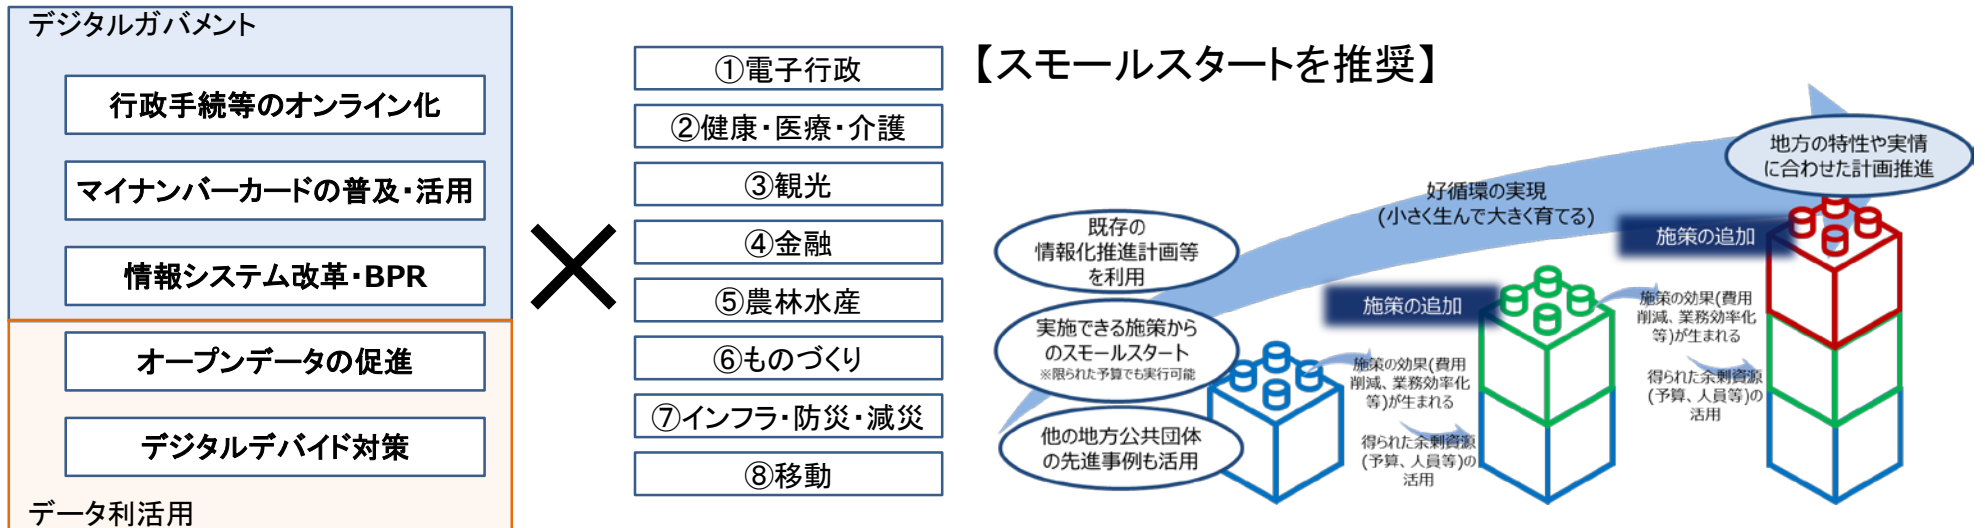 デジタルガバメント
行政手続等のオンライン化
マイナンバーカードの普及・活用
情報システム改革・BPR
オープンデータの促進
デジタルデバイド対策
データ利活用
①電子行政
②健康・医療・介護
③観光
④金融
⑤農林水産
⑥ものづくり
⑦インフラ・防災・減災
⑧移動
【スモールスタートを推奨】
既存の
情報化推進計画等
を利用
実施できる施策から
のスモールスタート
※限られた予算でも実行可能
他の地方公共団体
の先進事例も活用
好循環の実現
(小さく生んで大きく育てる)
地方の特性や実情
に合わせた計画推進
施策の追加
施策の効果(費用
削減、業務効率化
等)が生まれる
得られた余剰資源
(予算、人員等)の
活用
施策の追加
施策の効果(費用
削減、業務効率化
等)が生まれる
得られた余剰資源
(予算、人員等)の
活用